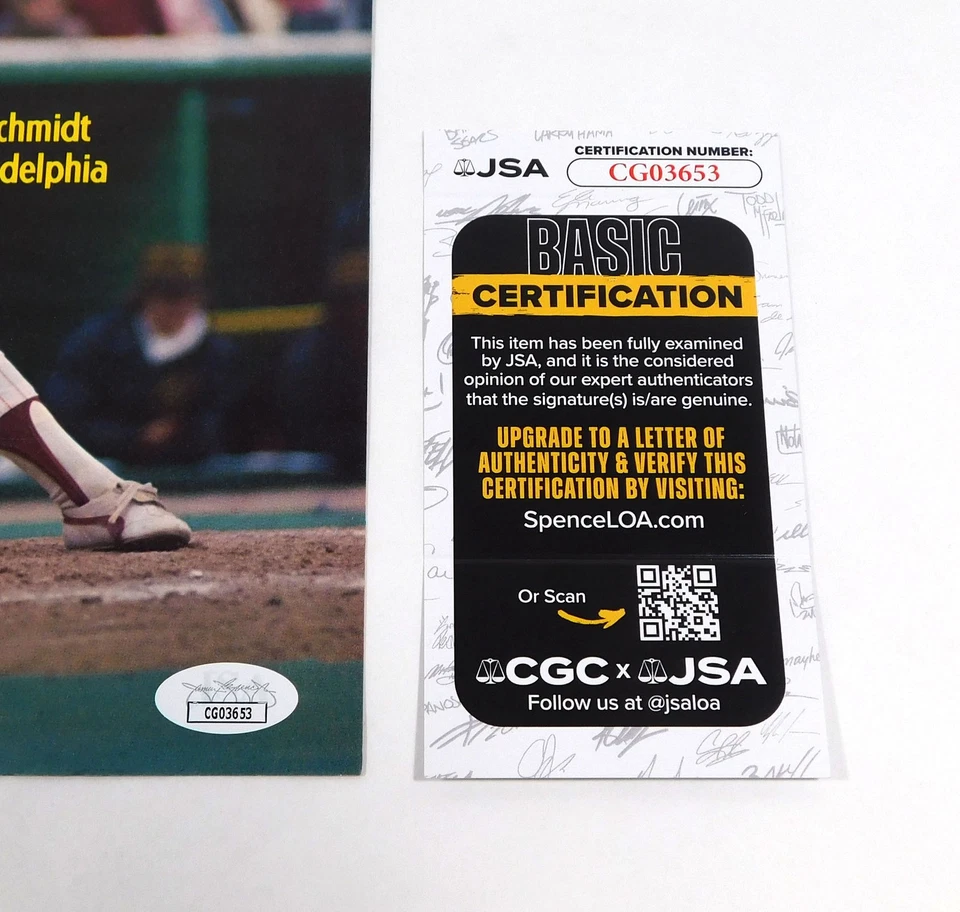 chmidt
delphia
CG03653
JSA
CERTIFICATION NUMBER:
CG03653
BASIC
CERTIFICATION
This item has been fully examined
by JSA, and it is the considered
opinion of our expert authenticators
that the signature(s) is/are genuine.
UPGRADE TO A LETTER OF
AUTHENTICITY & VERIFY THIS
CERTIFICATION BY VISITING:
SpenceLOA.com
Or Scan
CGC x JSA
Follow us at @jsaloa